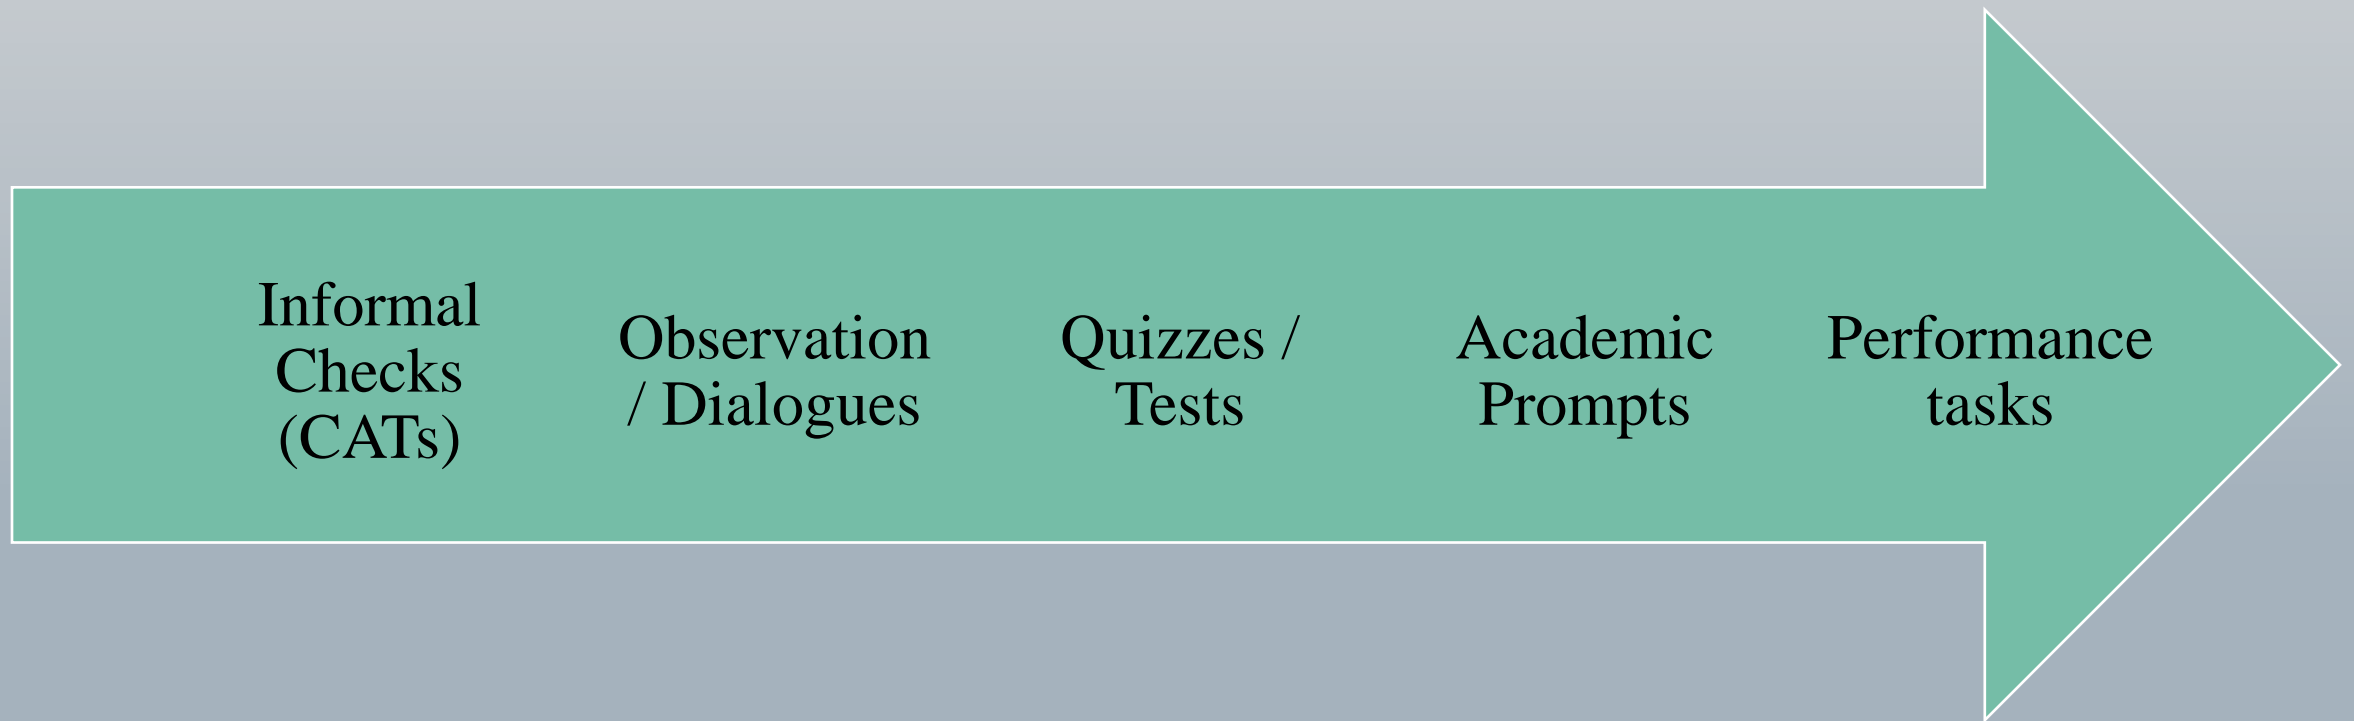 Informal
Checks
(CATs)
Observation
/ Dialogues
Quizzes /
Tests
Academic
Prompts
Performance
tasks